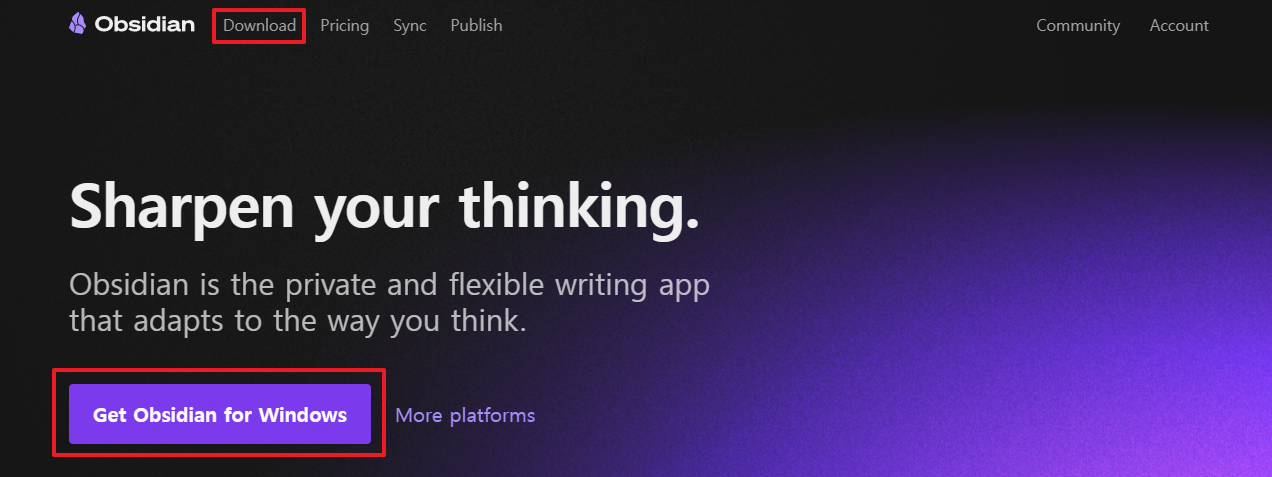 Obsidian Download Pricing Sync Publish Community Account
Sharpen your thinking.
Obsidian is the private and flexible writing app
that adapts to the way you think.
Get Obsidian for Windows More platforms